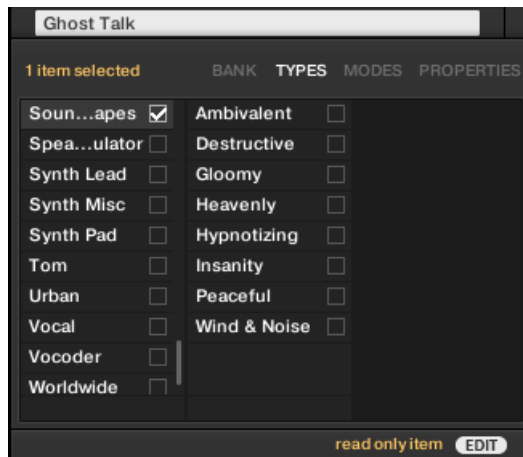 Ghost Talk
1 item selected BANK TYPES MODES PROPERTIES
Soun...apes Ambivalent
Spea...ulator Destructive
Synth Lead Gloomy
Synth Misc Heavenly
Synth Pad Hypnotizing
Tom Insanity
Urban Peaceful
Vocal Wind & Noise
Vocoder
Worldwide
read only item EDIT